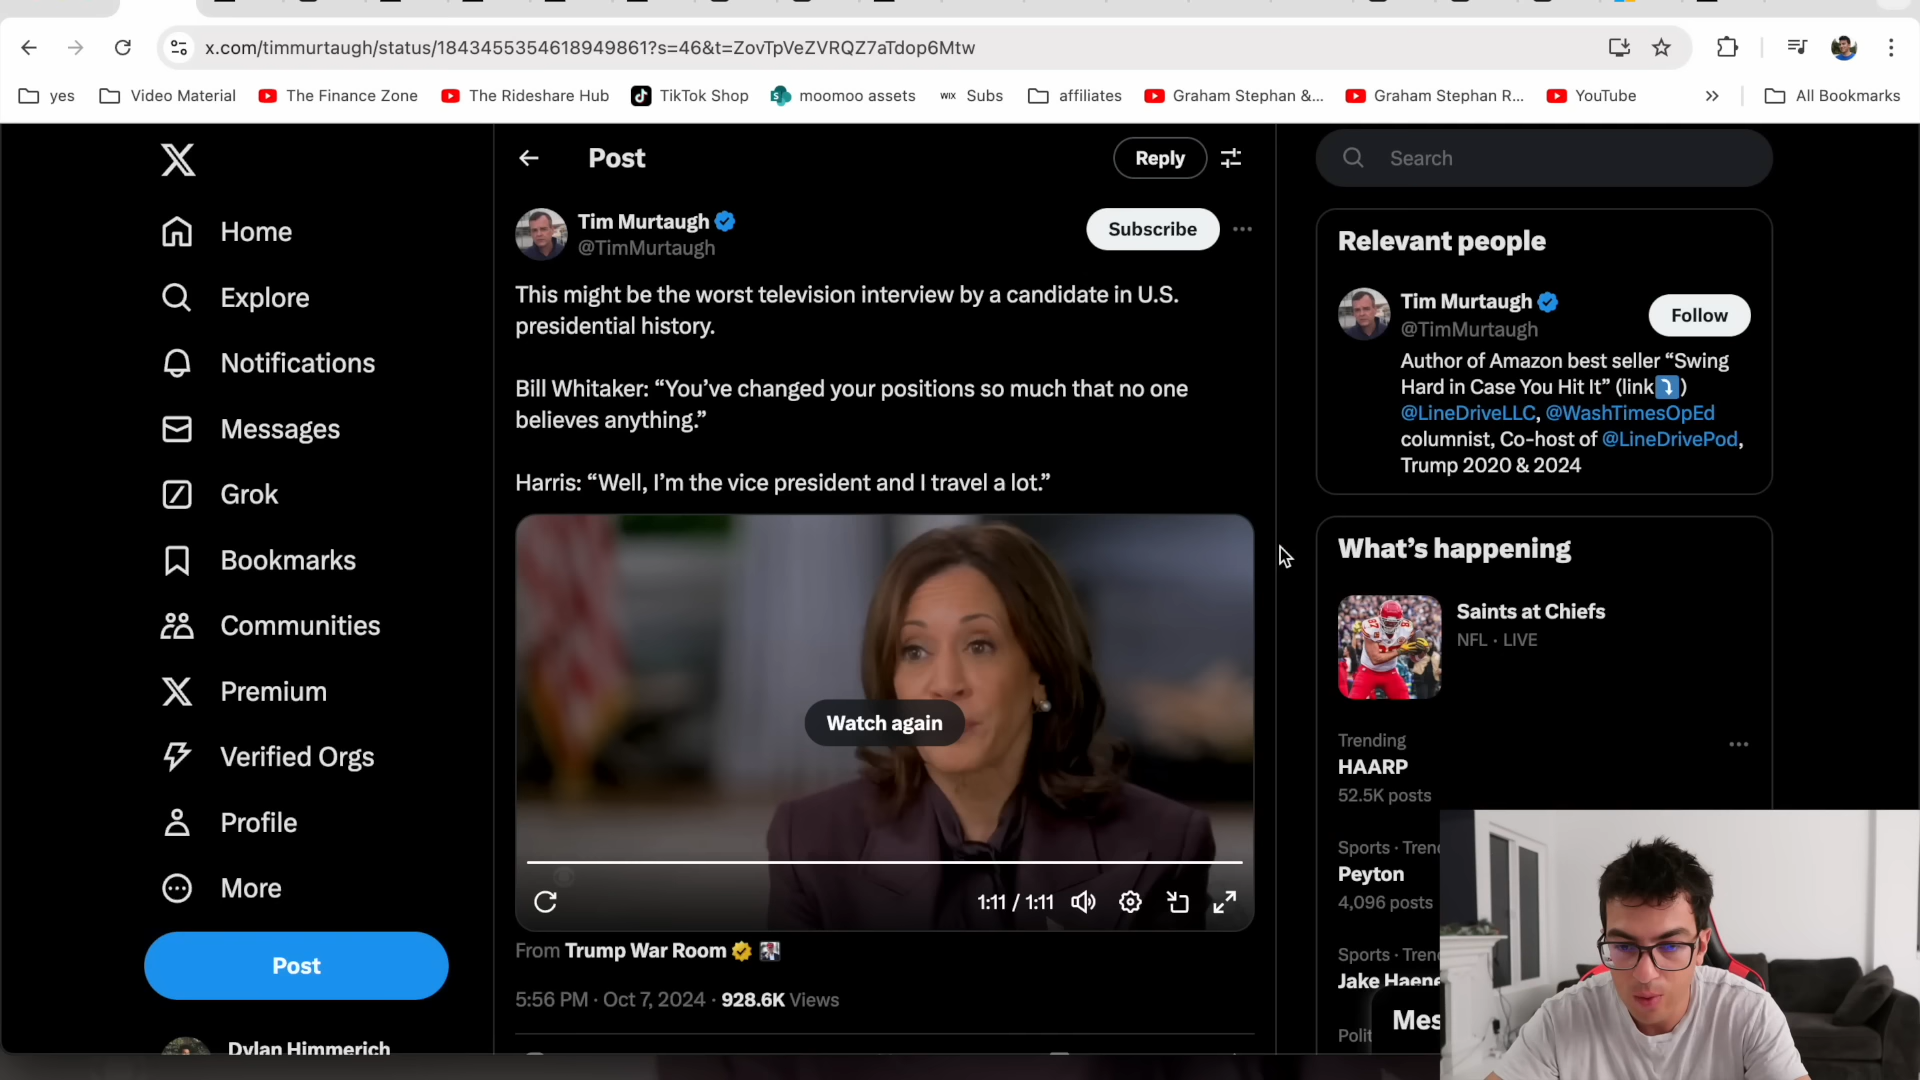 x.com/timmurtaugh/status/1843455354618949861?s=46&t=ZovTpVeZVRQZ7aTdop6Mtw
yes
Video Material
The Finance Zone
The Rideshare Hub
TikTok Shop
moomoo assets
WiX Subs
affiliates
Graham Stephan &...
Graham Stephan R...
YouTube
All Bookmarks
Home
Explore
Notifications
Messages
Grok
Bookmarks
Communities
Premium
Verified Orgs
Profile
More
Post
Dylan Himmerich
Post
Reply
Tim Murtaugh
@TimMurtaugh
Subscribe
This might be the worst television interview by a candidate in U.S.
presidential history.
Bill Whitaker: “You’ve changed your positions so much that no one
believes anything.”
Harris: “Well, I’m the vice president and I travel a lot.”
Watch again
1:11 / 1:11
From Trump War Room
5:56 PM · Oct 7, 2024 · 928.6K Views
Search
Relevant people
Tim Murtaugh
@TimMurtaugh
Follow
Author of Amazon best seller “Swing
Hard in Case You Hit It” (link⤵)
@LineDriveLLC, @WashTimesOpEd
columnist, Co-host of @LineDrivePod,
Trump 2020 & 2024
What’s happening
Saints at Chiefs
NFL · LIVE
Trending
HAARP
52.5K posts
Sports · Tren
Peyton
4,096 posts
Sports · Tren
Jake Haene
Mes
Polit